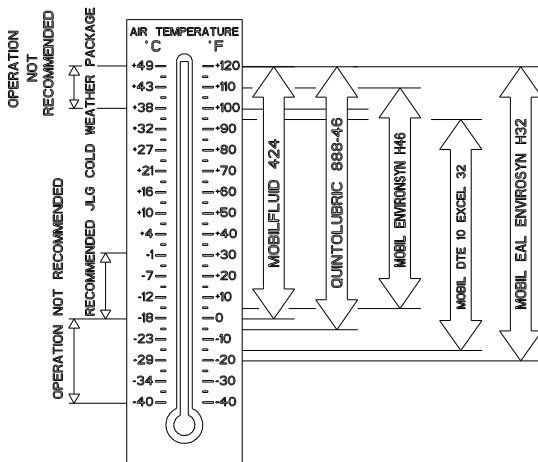 OPERATION
NOT
RECOMMENDED
OPERATION NOT RECOMMENDED
RECOMMENDED JLG COLD WEATHER PACKAGE
AIR TEMPERATURE
°C °F
+49 +120
+43 +110
+38 +100
+32 +90
+27 +80
+21 +70
+16 +60
+10 +50
+4 +40
-1 +30
-7 +20
-12 +10
-18 0
-23 -10
-29 -20
-34 -30
-40 -40
MOBILFLUID 424
QUINTOLUBRIC 888-46
MOBIL ENVIRONSYN H46
MOBIL DTE 10 EXCEL 32
MOBIL EAL ENVIROSYN H32